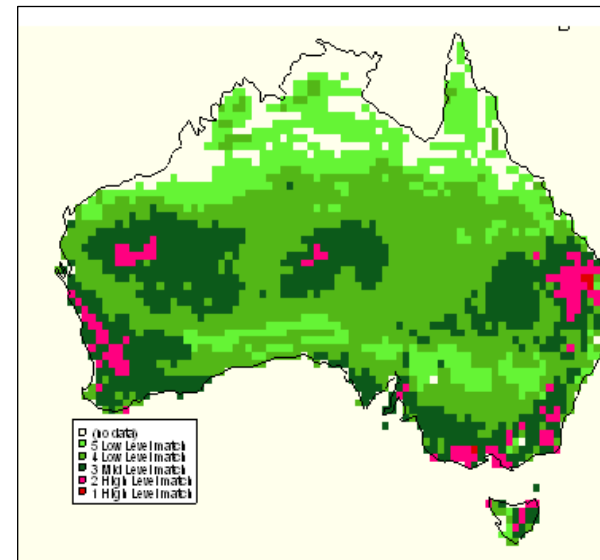 (no data)
5 Low Level match
4 Low Level match
3 Mid Level match
2 High Level match
1 High Level match